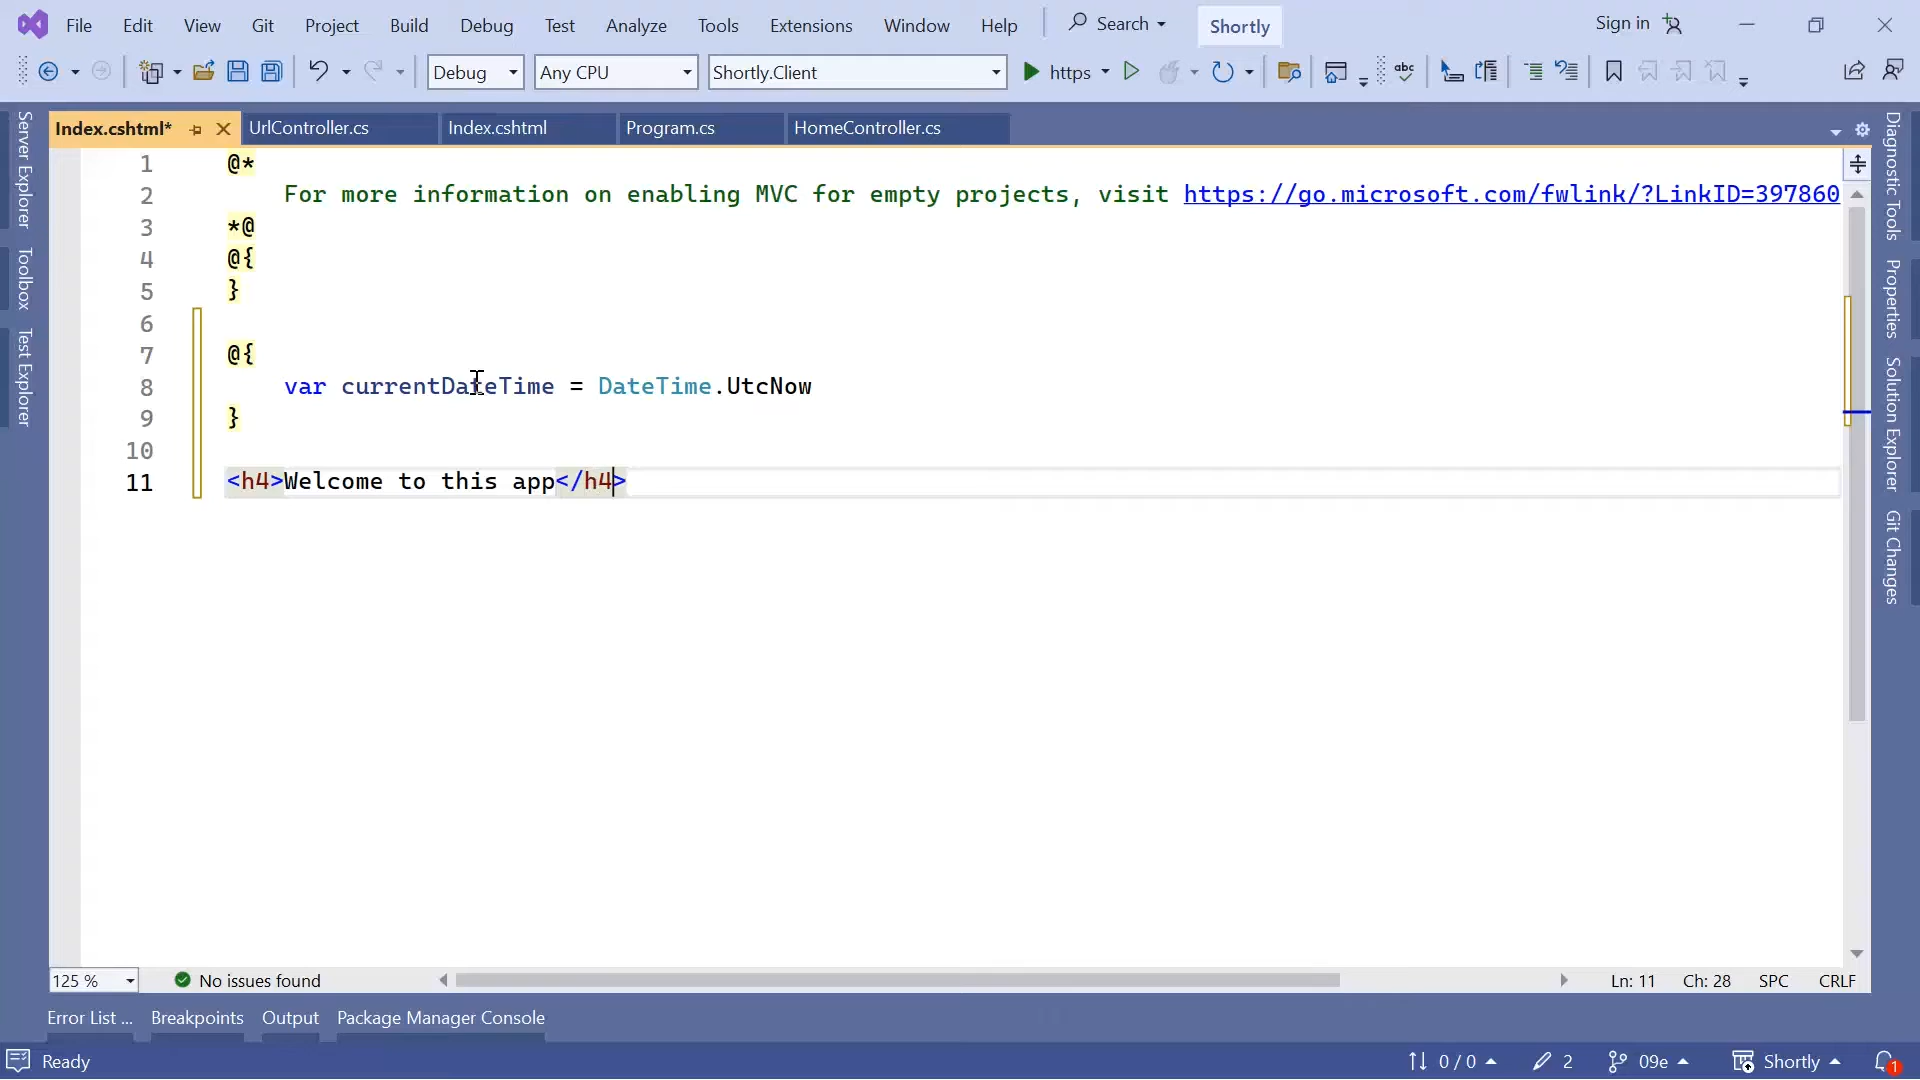 File Edit View Git Project Build Debug Test Analyze Tools Extensions Window Help Search Shortly Sign in
Debug Any CPU Shortly.Client https abc
Index.cshtml* UrlController.cs Index.cshtml Program.cs HomeController.cs
Server Explorer
Toolbox
Test Explorer
1 @*
2 For more information on enabling MVC for empty projects, visit https://go.microsoft.com/fwlink/?LinkID=397860
3 *@
4 @{
5 }
6
7 @{
8 var currentDateTime = DateTime.UtcNow
9 }
10
11 <h4>Welcome to this app</h4>
Diagnostic Tools
Properties
Solution Explorer
Git Changes
125 % No issues found Ln: 11 Ch: 28 SPC CRLF
Error List ... Breakpoints Output Package Manager Console
Ready 0 / 0 2 09e Shortly 1